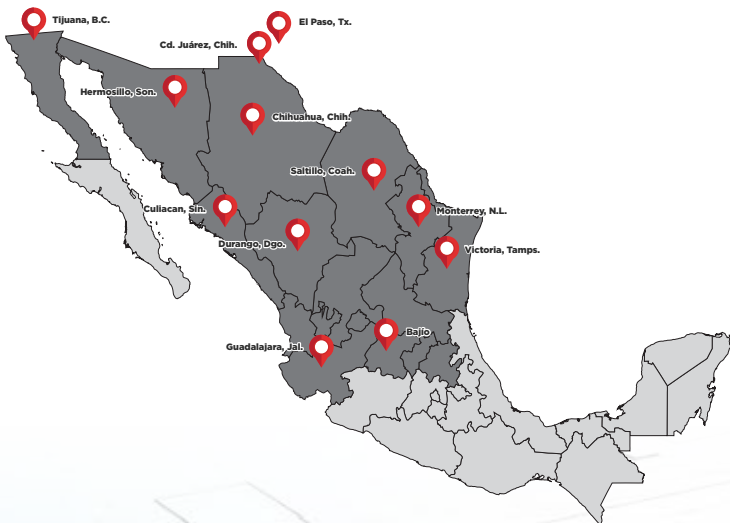 Tijuana, B.C.
El Paso, Tx.
Cd. Juárez, Chih.
Hermosillo, Son.
Chihuahua, Chih.
Saltillo, Coah.
Culiacan, Sin.
Monterrey, N.L.
Durango, Dgo.
Victoria, Tamps.
Bajío
Guadalajara, Jal.